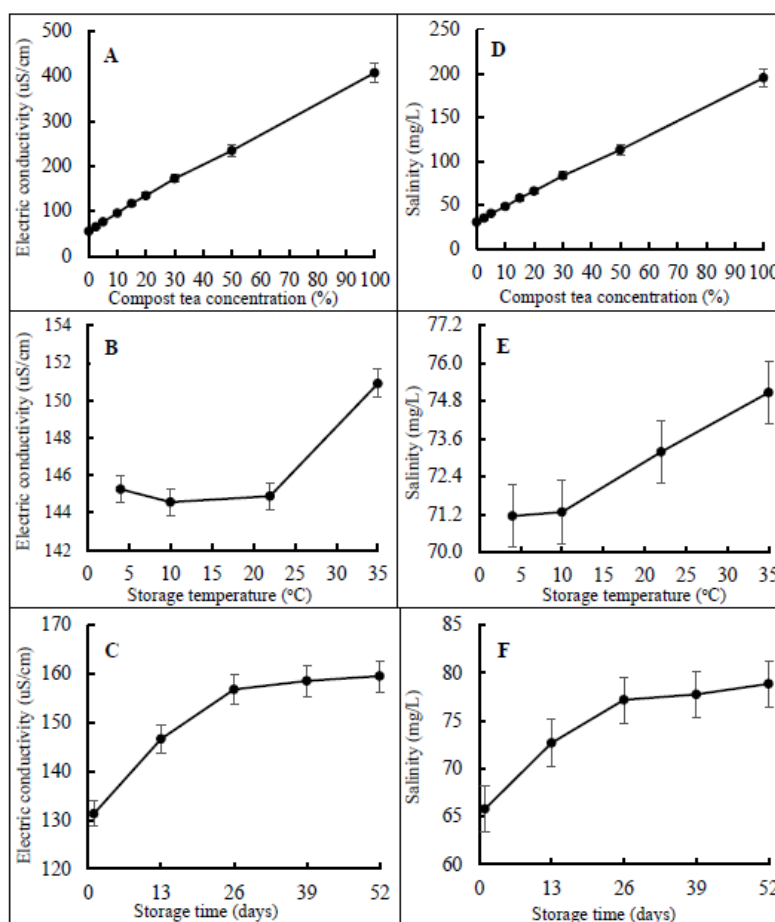 A
Electric conductivity (uS/cm)
500
400
300
200
100
0
0 10 20 30 40 50 60 70 80 90 100
Compost tea concentration (%)
D
Salinity (mg/L)
250
200
150
100
50
0
0 10 20 30 40 50 60 70 80 90 100
Compost tea concentration (%)
B
Electric conductivity (uS/cm)
154
152
150
148
146
144
142
0 5 10 15 20 25 30 35
Storage temperature (°C)
E
Salinity (mg/L)
77.2
76.0
74.8
73.6
72.4
71.2
70.0
0 5 10 15 20 25 30 35
Storage temperature (°C)
C
Electric conductivity (uS/cm)
170
160
150
140
130
120
0 13 26 39 52
Storage time (days)
F
Salinity (mg/L)
85
80
75
70
65
60
0 13 26 39 52
Storage time (days)